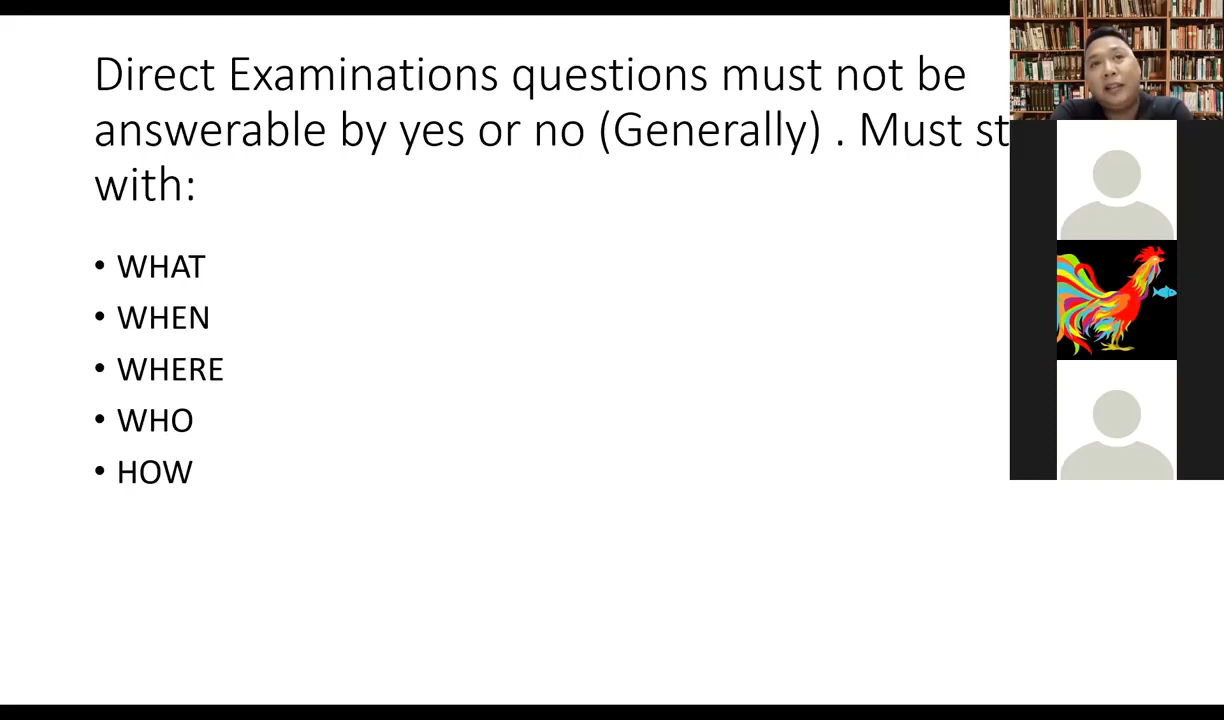 Direct Examinations questions must not be
answerable by yes or no (Generally) . Must st
with:
• WHAT
• WHEN
• WHERE
• WHO
• HOW